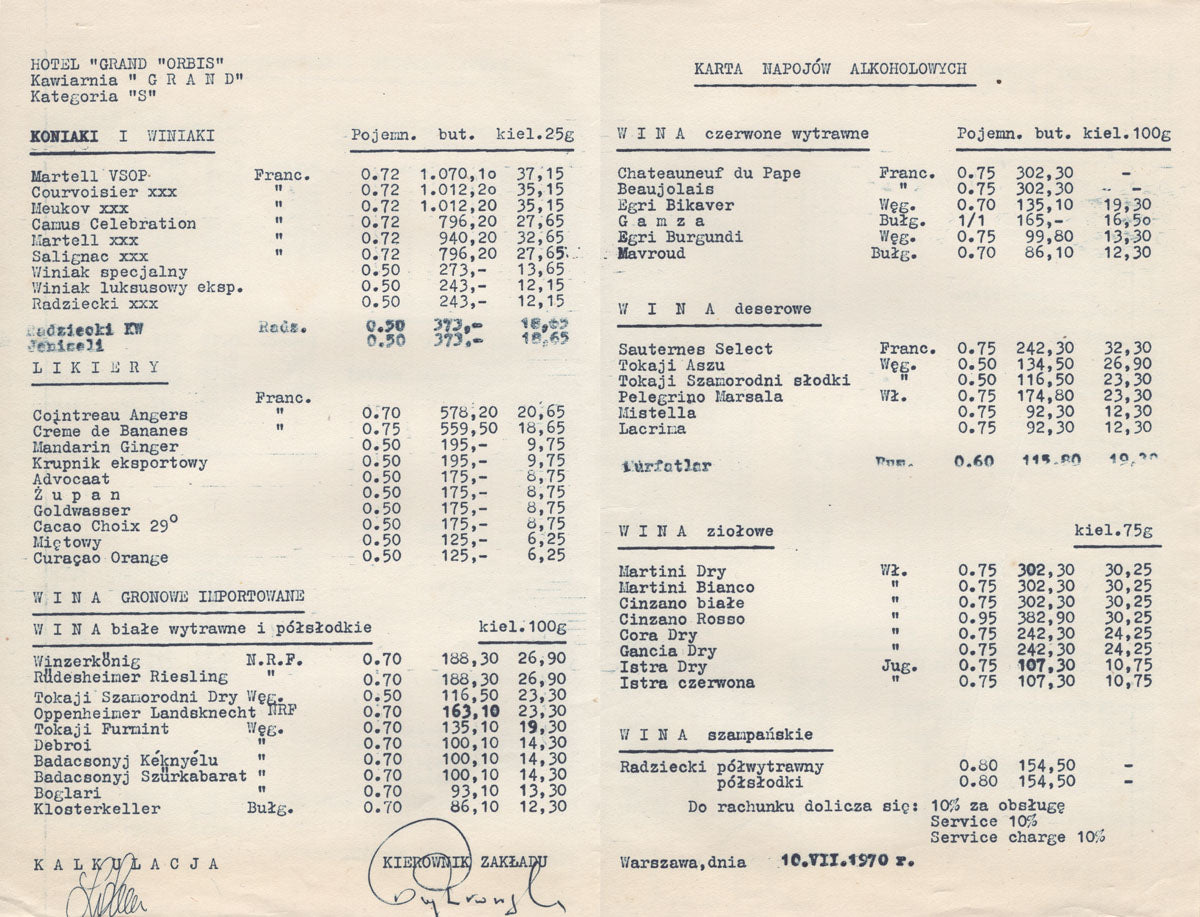 HOTEL "GRAND "ORBIS"
Kawiarnia " G R A N D"
Kategoria "S"
KONIAKI I WINIAKI Pojemn. but. kiel.25g
Martell VSOP Franc. 0.72 1.070,1o 37,15
Courvoisier xxx " 0.72 1.012,2o 35,15
Meukov xxx " 0.72 1.012,20 35,15
Camus Celebration " 0.72 796,20 27,65
Martell xxx " 0.72 940,20 32,65
Salignac xxx " 0.72 796,20 27,65
Winiak specjalny 0.50 273,- 13,65
Winiak luksusowy eksp. 0.50 243,- 12,15
Radziecki xxx 0.50 243,- 12,15
Radziecki KW Radz. 0.50 373,- 18,65
Jeniseli 0.50 373,- 18,65
L I K I E R Y
Franc.
Cointreau Angers " 0.70 578,20 20,65
Crème de Bananes " 0.75 559,50 18,65
Mandarin Ginger 0.50 195,- 9,75
Krupnik eksportowy 0.50 195,- 9,75
Advocaat 0.50 175,- 8,75
Ż u p a n 0.50 175,- 8,75
Goldwasser 0.50 175,- 8,75
Cacao Choix 29° 0.50 175,- 8,75
Miętowy 0.50 125,- 6,25
Curaçao Orange 0.50 125,- 6,25
W I N A GRONOWE IMPORTOWANE
W I N A białe wytrawne i półsłodkie kiel.100g
Winzerkönig N.R.F. 0.70 188,30 26,90
Rüdesheimer Riesling " 0.70 188,30 26,90
Tokaji Szamorodni Dry Węg. 0.50 116,50 23,30
Oppenheimer Landsknecht NRF 0.70 163,10 23,30
Tokaji Furmint Węg. 0.70 135,10 19,30
Debroi " 0.70 100,10 14,30
Badacsonyj Kéknyélu " 0.70 100,10 14,30
Badacsonyj Szürkabarat " 0.70 100,10 14,30
Boglari " 0.70 93,10 13,30
Klosterkeller Bułg. 0.70 86,10 12,30
K A L K U L A C J A KIEROWNIK ZAKŁADU
KARTA NAPOJÓW ALKOHOLOWYCH
W I N A czerwone wytrawne Pojemn. but. kiel.100g
Chateauneuf du Pape Franc. 0.75 302,30 -
Beaujolais " 0.75 302,30 - -
Egri Bikaver Węg. 0.70 135,10 19,30
G a m z a Bułg. 1/1 165,- 16,50
Egri Burgundi Węg. 0.75 99,80 13,30
Mavroud Bułg. 0.70 86,10 12,30
W I N A deserowe
Sauternes Select Franc. 0.75 242,30 32,30
Tokaji Aszu Węg. 0.50 134,50 26,90
Tokaji Szamorodni słodki " 0.50 116,50 23,30
Pelegrino Marsala Wł. 0.75 174,80 23,30
Mistella 0.75 92,30 12,30
Lacrima 0.75 92,30 12,30
Murfatlar Rum. 0.60 115.80 19,30
W I N A ziołowe kiel.75g
Martini Dry Wł. 0.75 302,30 30,25
Martini Bianco " 0.75 302,30 30,25
Cinzano białe " 0.75 302,30 30,25
Cinzano Rosso " 0.95 382,90 30,25
Cora Dry " 0.75 242,30 24,25
Gancia Dry " 0.75 242,30 24,25
Istra Dry Jug. 0.75 107,30 10,75
Istra czerwona " 0.75 107,30 10,75
W I N A szampańskie
Radziecki półwytrawny 0.80 154,50 -
półsłodki 0.80 154,50 -
Do rachunku dolicza się: 10% za obsługę
Service 10%
Service charge 10%
Warszawa,dnia 10.VII.1970 r.